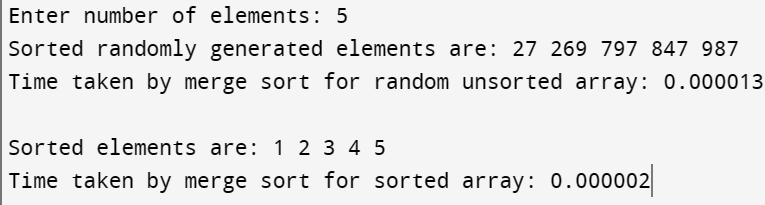 Enter number of elements: 5
Sorted randomly generated elements are: 27 269 797 847 987
Time taken by merge sort for random unsorted array: 0.000013
Sorted elements are: 1 2 3 4 5
Time taken by merge sort for sorted array: 0.000002